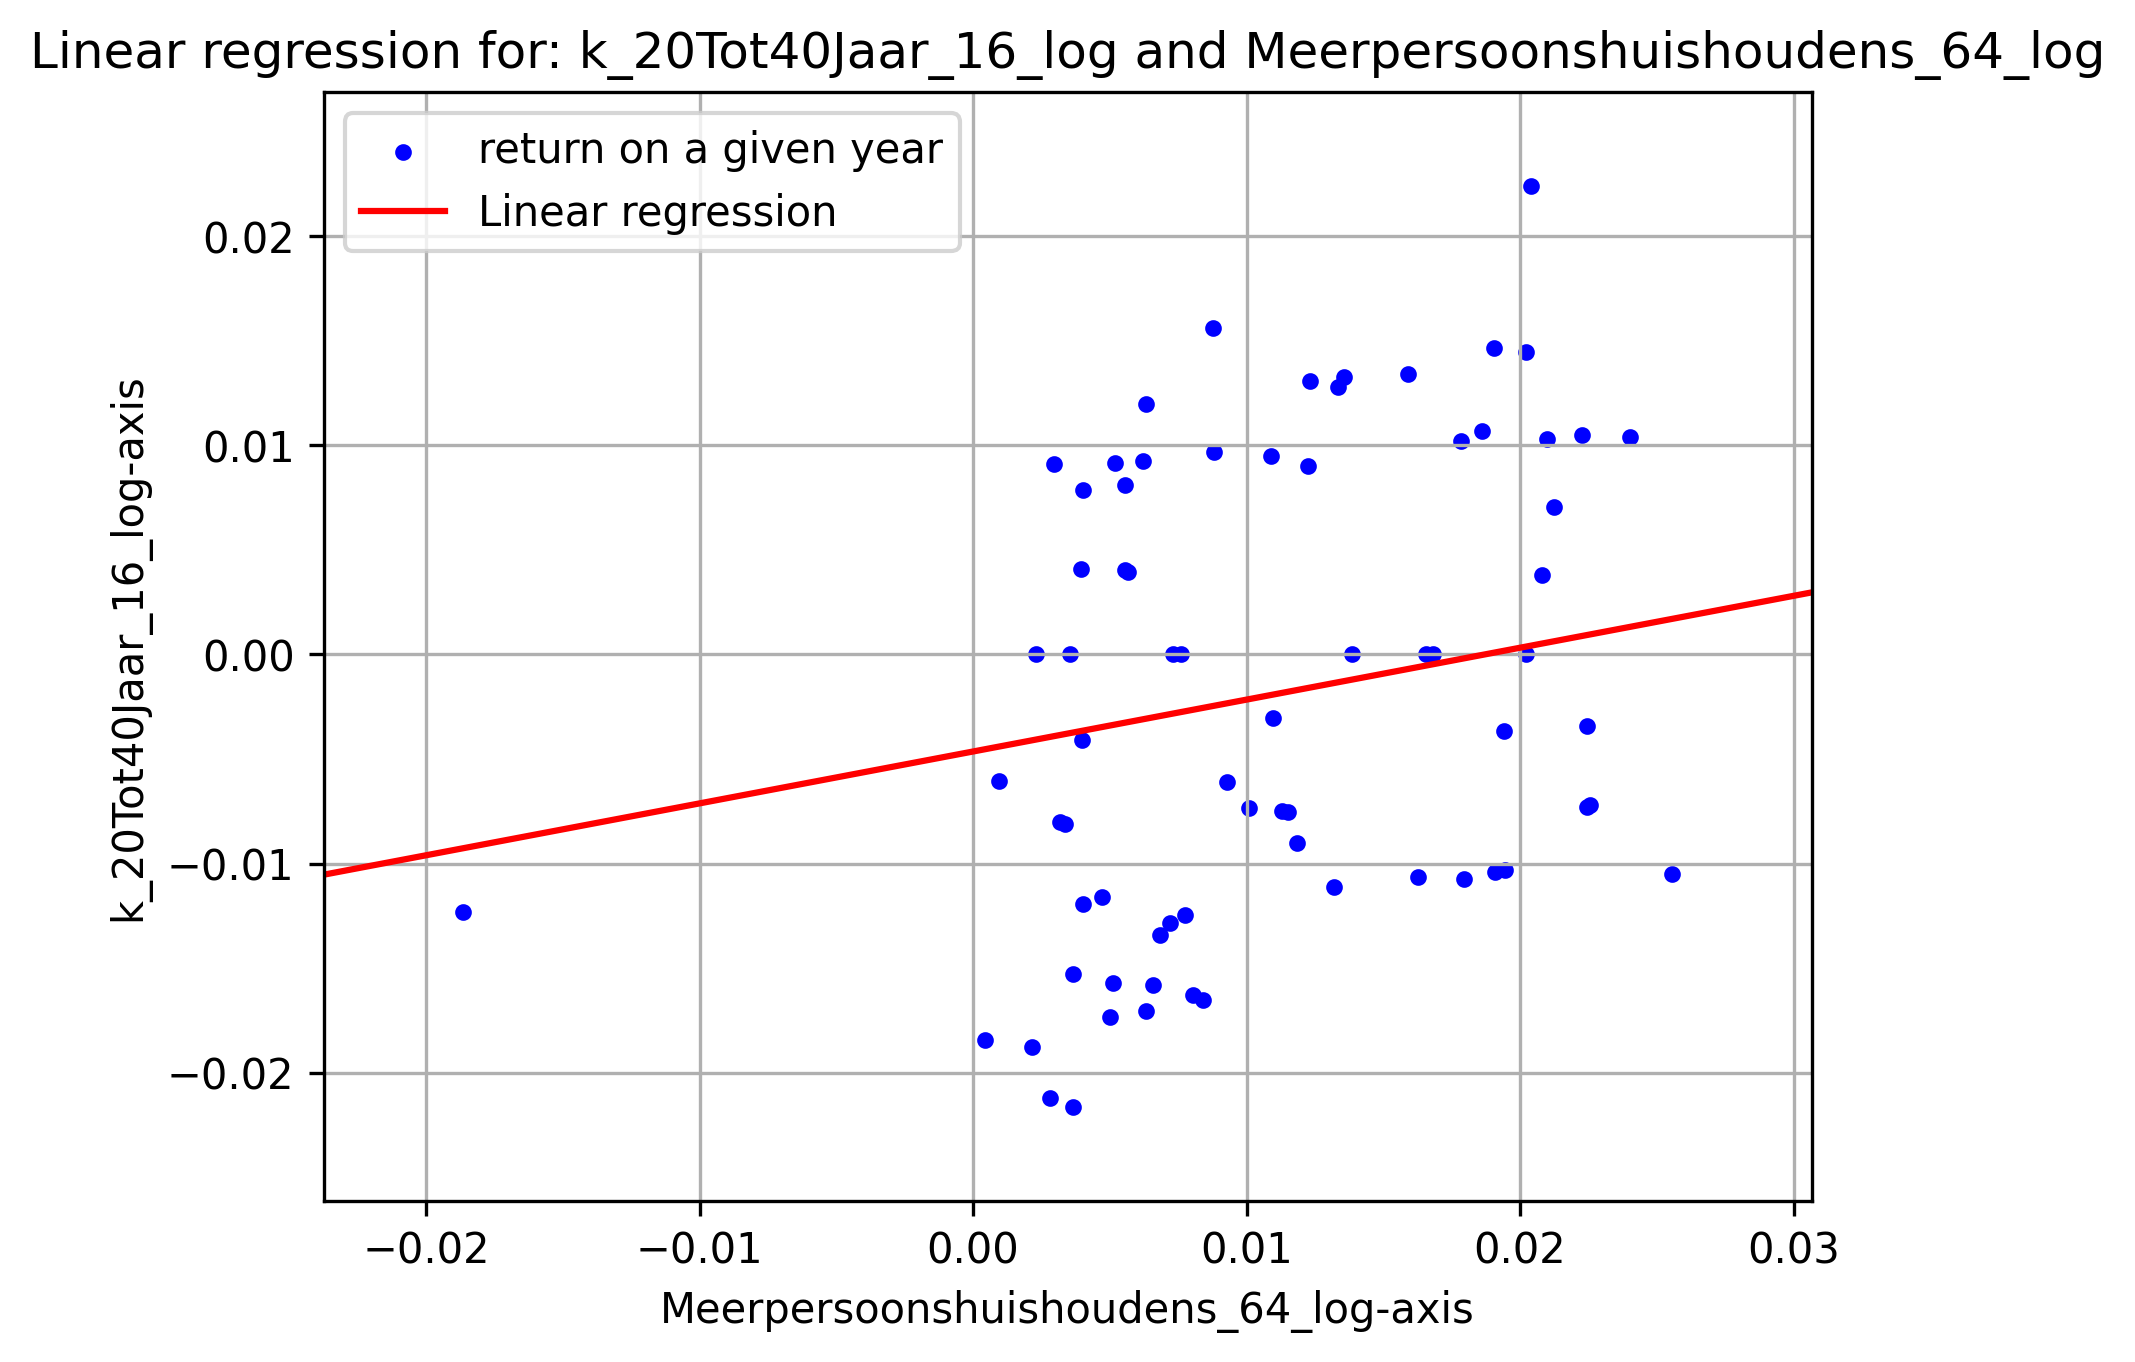 Linear regression for: k_20Tot40Jaar_16_log and Meerpersoonshuishoudens_64_log
return on a given year
Linear regression
0.02
0.01
0.00
−0.01
−0.02
k_20Tot40Jaar_16_log-axis
−0.02 −0.01 0.00 0.01 0.02 0.03
Meerpersoonshuishoudens_64_log-axis